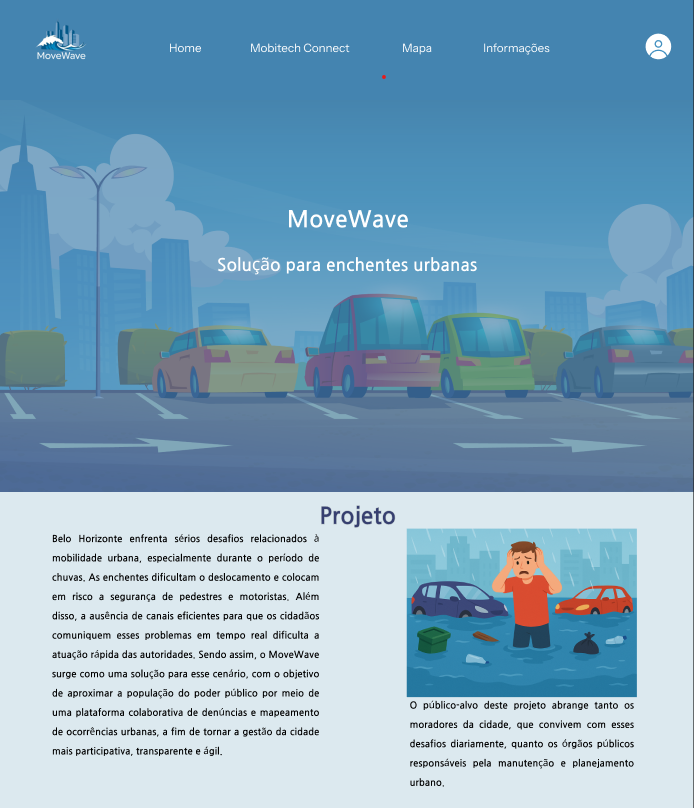 MoveWave
Home
Mobitech Connect
Mapa
Informações
MoveWave
Solução para enchentes urbanas
Projeto
Belo Horizonte enfrenta sérios desafios relacionados à
mobilidade urbana, especialmente durante o período de
chuvas. As enchentes dificultam o deslocamento e colocam
em risco a segurança de pedestres e motoristas. Além
disso, a ausência de canais eficientes para que os cidadãos
comuniquem esses problemas em tempo real dificulta a
atuação rápida das autoridades. Sendo assim, o MoveWave
surge como uma solução para esse cenário, com o objetivo
de aproximar a população do poder público por meio de
uma plataforma colaborativa de denúncias e mapeamento
de ocorrências urbanas, a fim de tornar a gestão da cidade
mais participativa, transparente e ágil.
O público-alvo deste projeto abrange tanto os
moradores da cidade, que convivem com esses
desafios diariamente, quanto os órgãos públicos
responsáveis pela manutenção e planejamento
urbano.